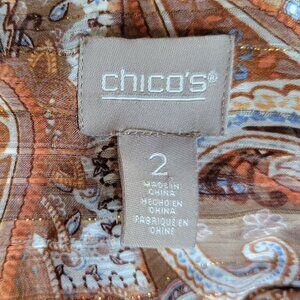 chico's®
2
MADE IN
CHINA
HECHO EN
CHINA
FABRIQUÉ EN
CHINE